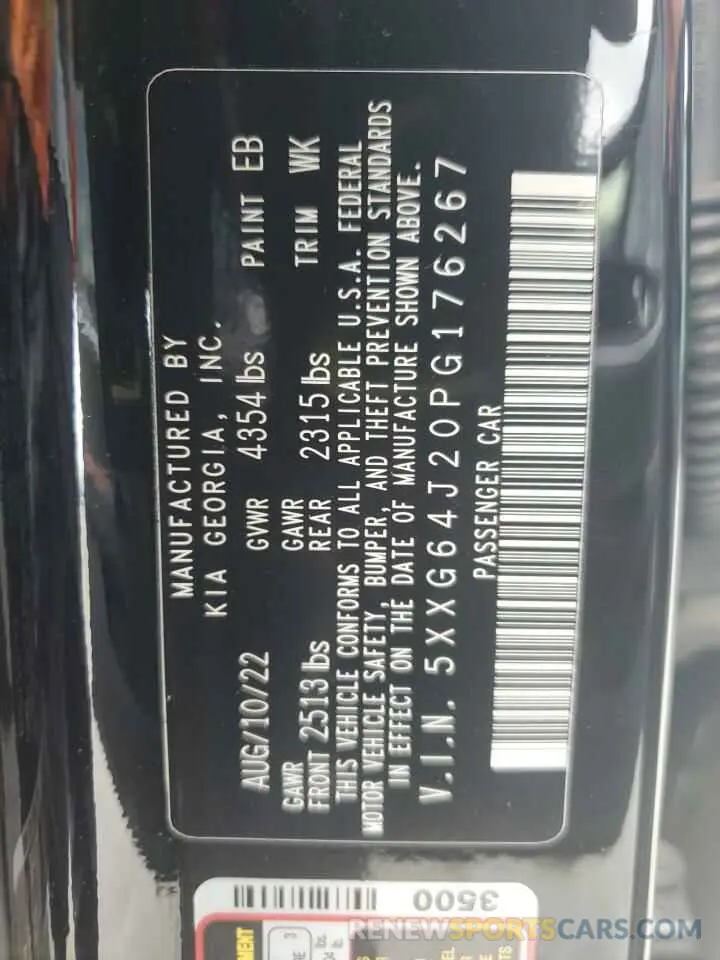 MANUFACTURED BY
KIA GEORGIA, INC.
AUG/10/22 GVWR 4354 lbs PAINT EB
GAWR GAWR
FRONT 2513 lbs REAR 2315 lbs TRIM WK
THIS VEHICLE CONFORMS TO ALL APPLICABLE U.S.A. FEDERAL
MOTOR VEHICLE SAFETY, BUMPER, AND THEFT PREVENTION STANDARDS
IN EFFECT ON THE DATE OF MANUFACTURE SHOWN ABOVE.
V.I.N. 5XXG64J20PG176267
PASSENGER CAR
3500
RENEWSPORTSCARS.COM